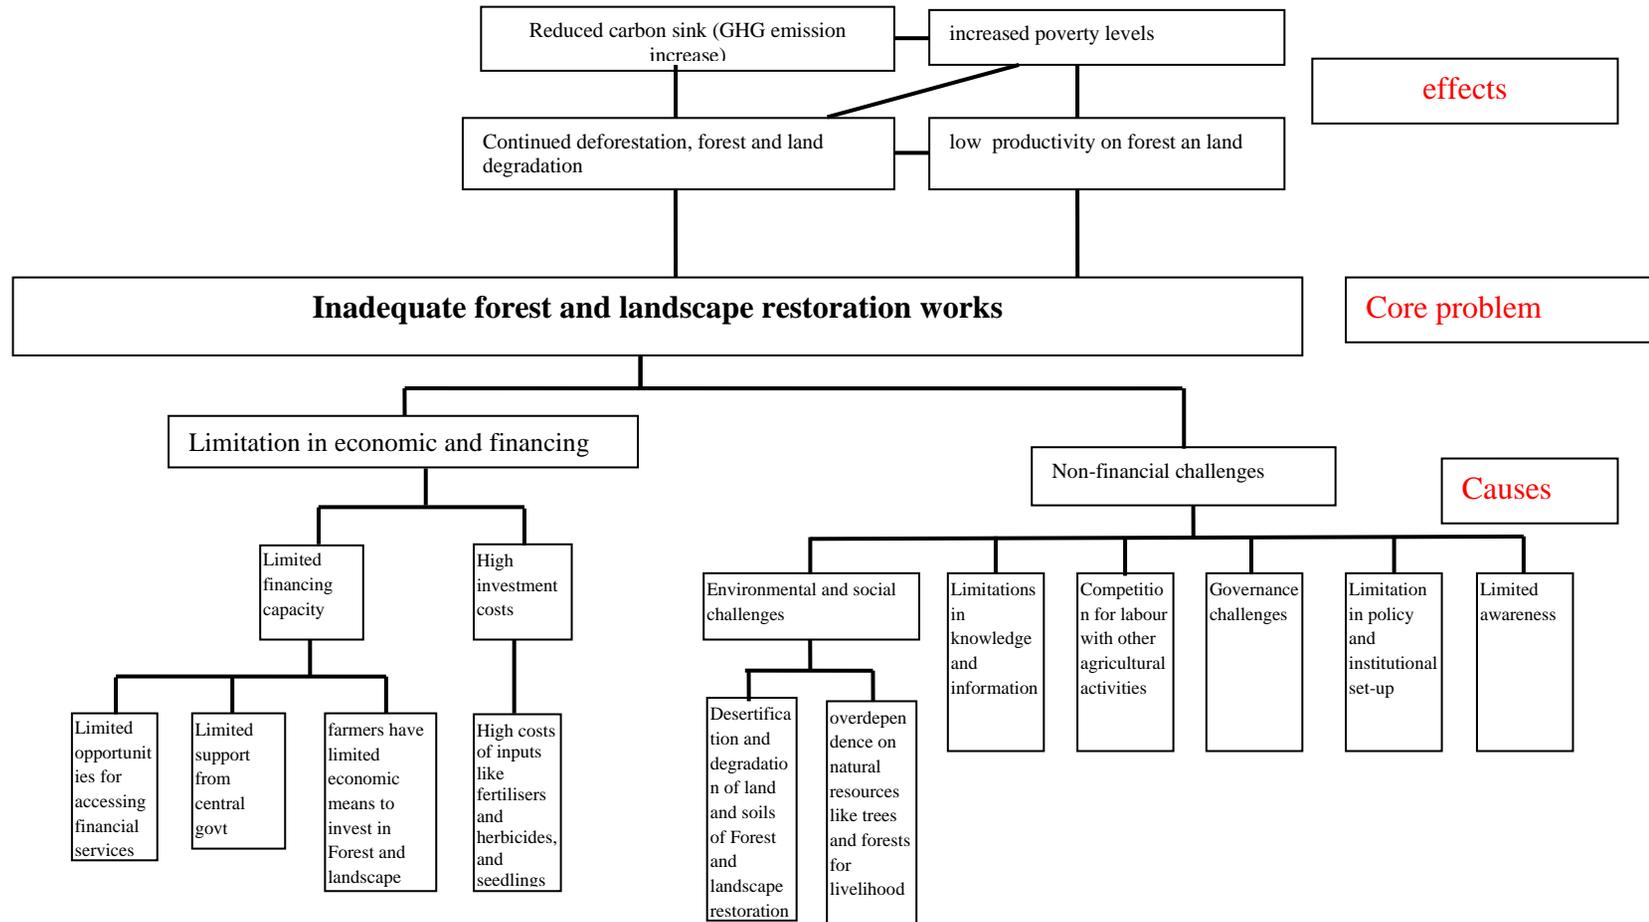 Reduced carbon sink (GHG emission
increase)
increased poverty levels
effects
Continued deforestation, forest and land
degradation
low productivity on forest an land
Inadequate forest and landscape restoration works
Core problem
Limitation in economic and financing
Non-financial challenges
Causes
Limited
financing
capacity
High
investment
costs
Environmental and social
challenges
Limitations
in
knowledge
and
information
Competitio
n for labour
with other
agricultural
activities
Governance
challenges
Limitation
in policy
and
institutional
set-up
Limited
awareness
Limited
opportunit
ies for
accessing
financial
services
Limited
support
from
central
govt
farmers have
limited
economic
means to
invest in
Forest and
landscape
High costs
of inputs
like
fertilisers
and
herbicides,
and
seedlings
Desertifica
tion and
degradatio
n of land
and soils
of Forest
and
landscape
restoration
overdepen
dence on
natural
resources
like trees
and forests
for
livelihood